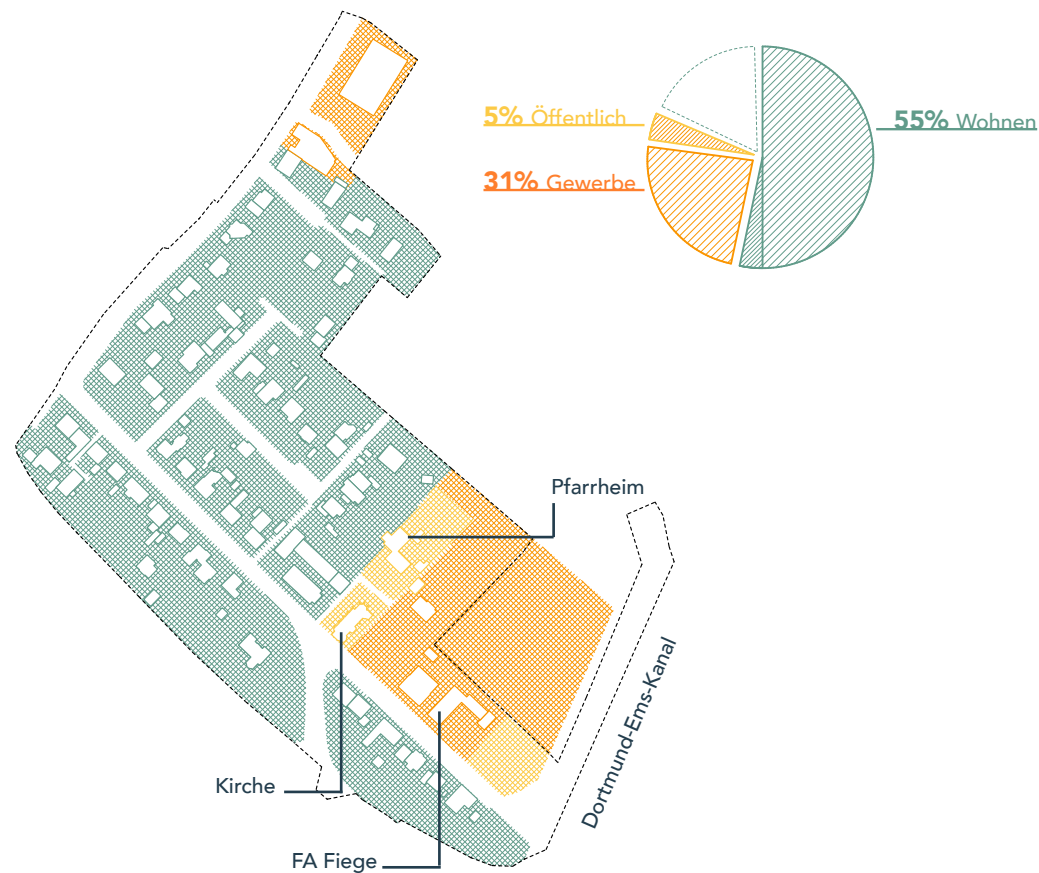 5% Öffentlich
55% Wohnen
31% Gewerbe
Pfarrheim
Dortmund-Ems-Kanal
Kirche
FA Fiege